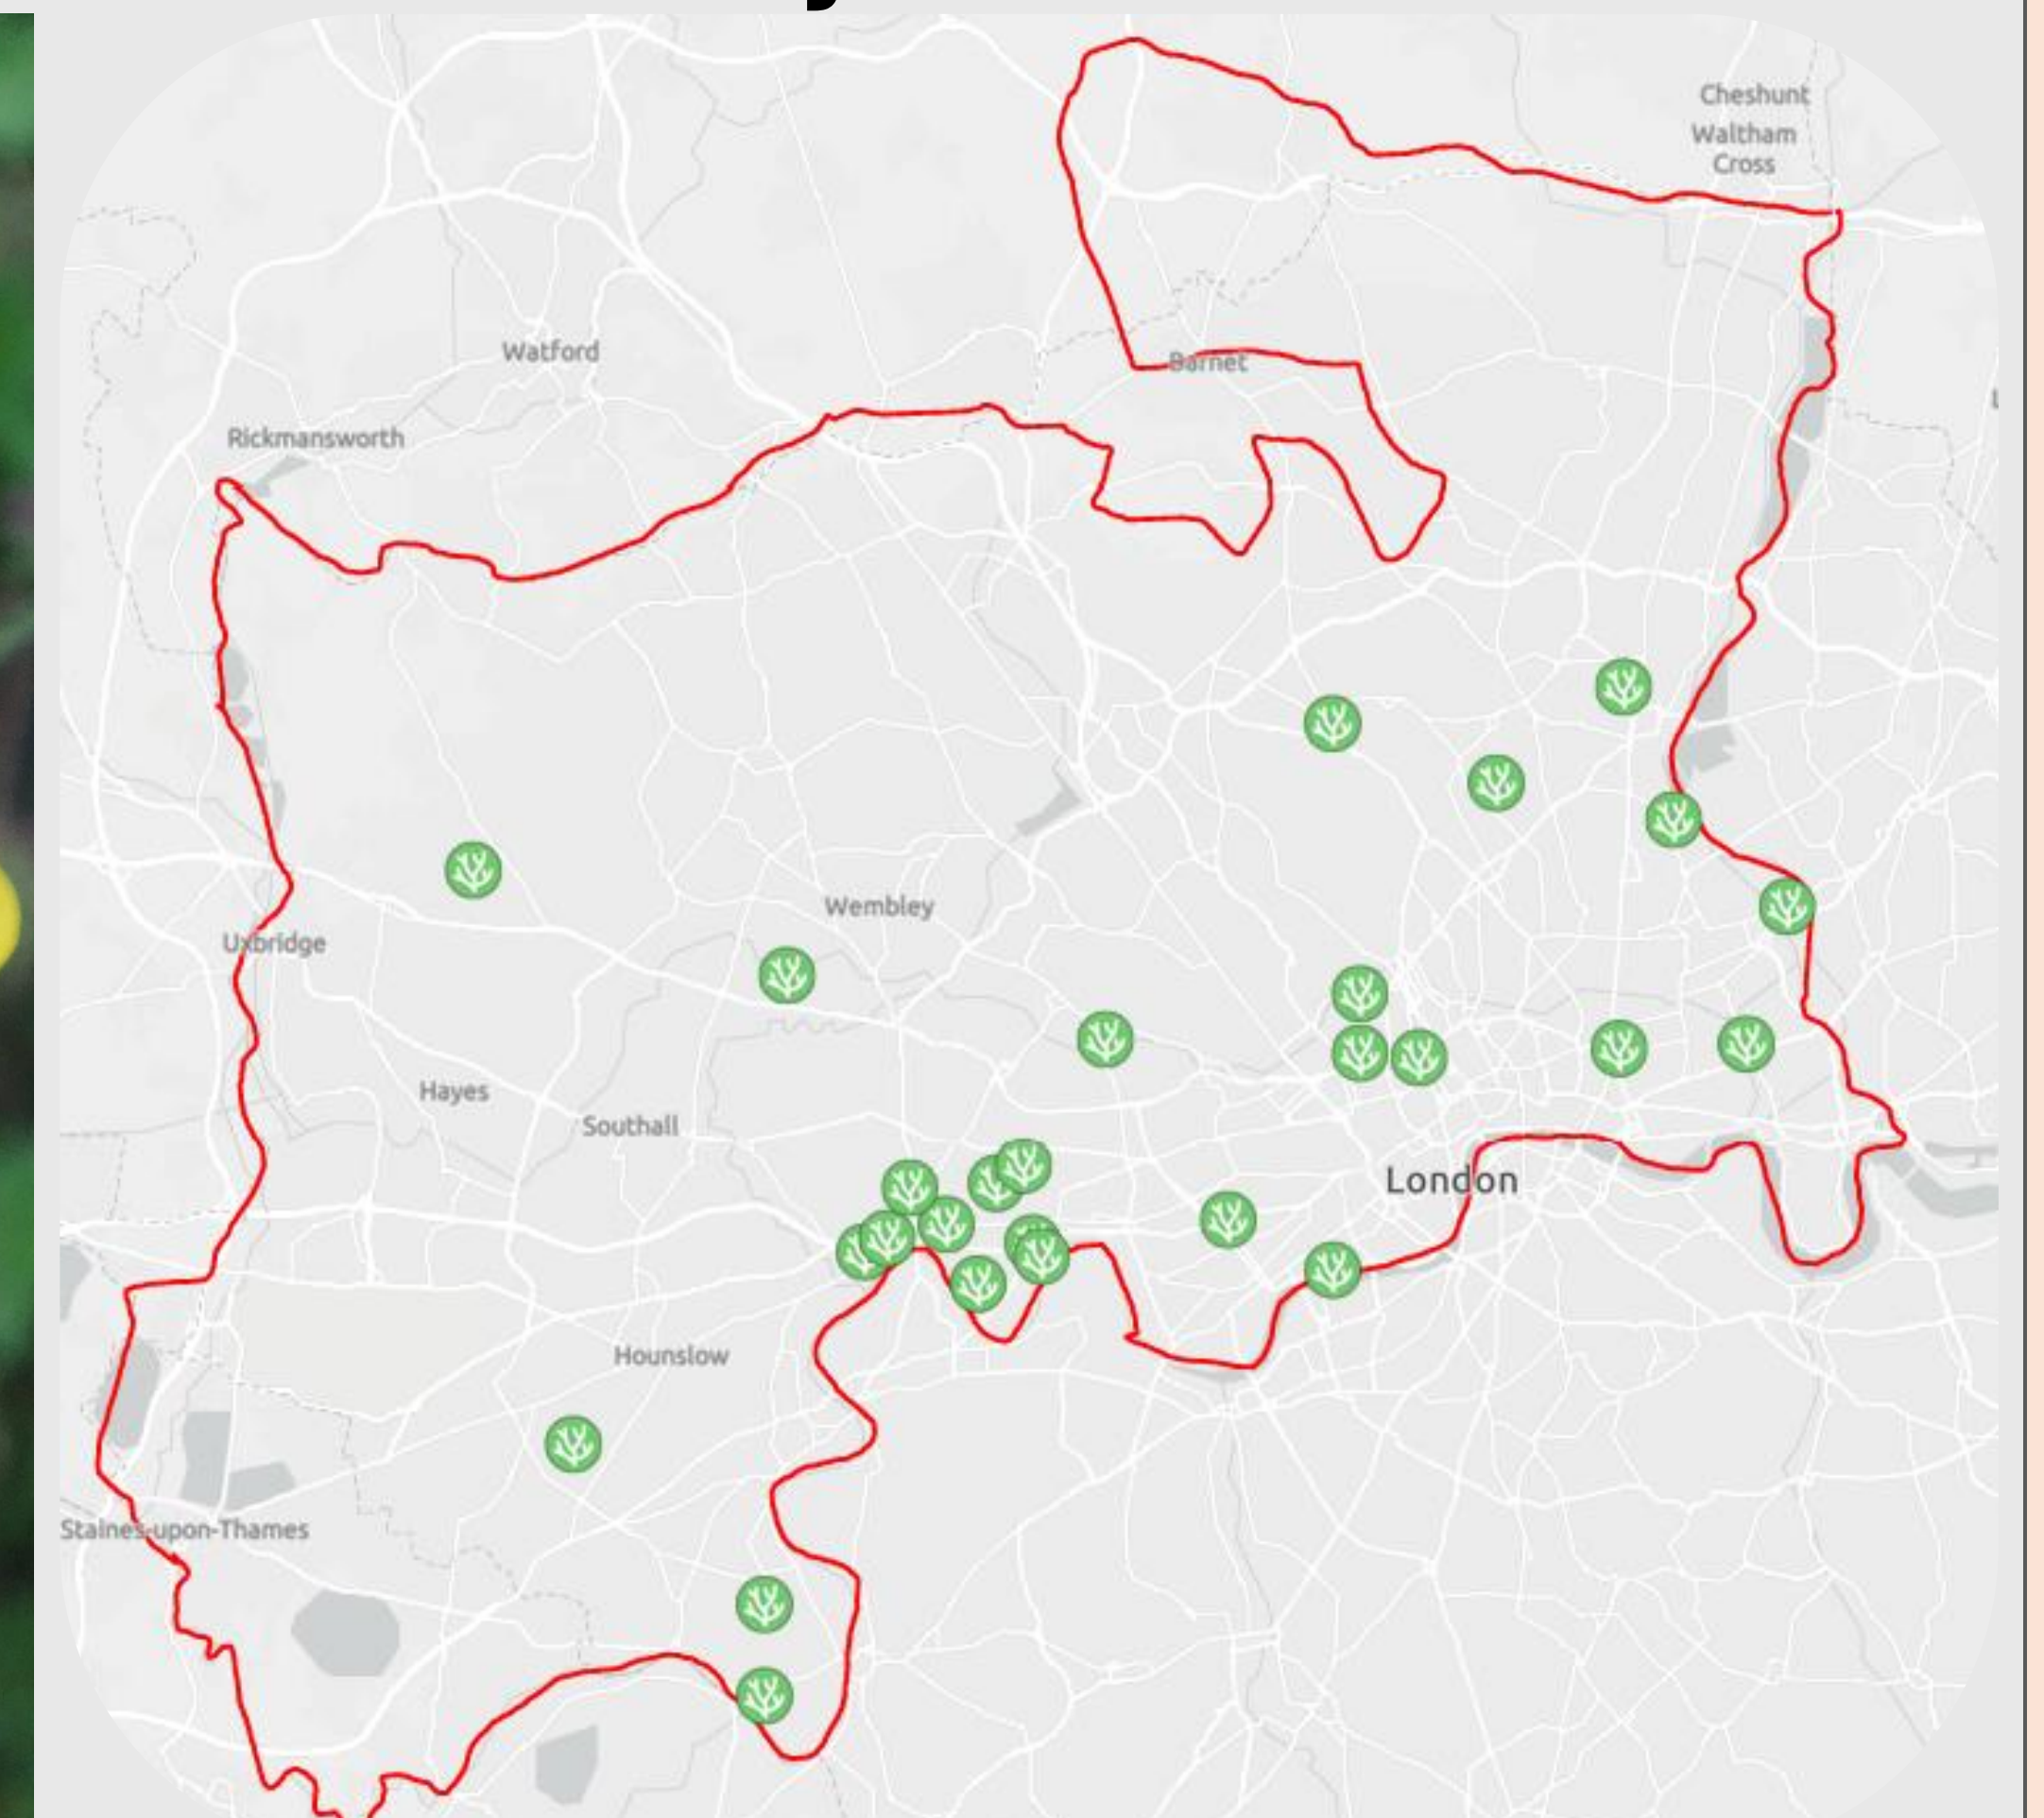 Cheshunt
Waltham
Cross
Watford
Barnet
Rickmansworth
Wembley
Uxbridge
Hayes
Southall
London
Hounslow
Staines-upon-Thames